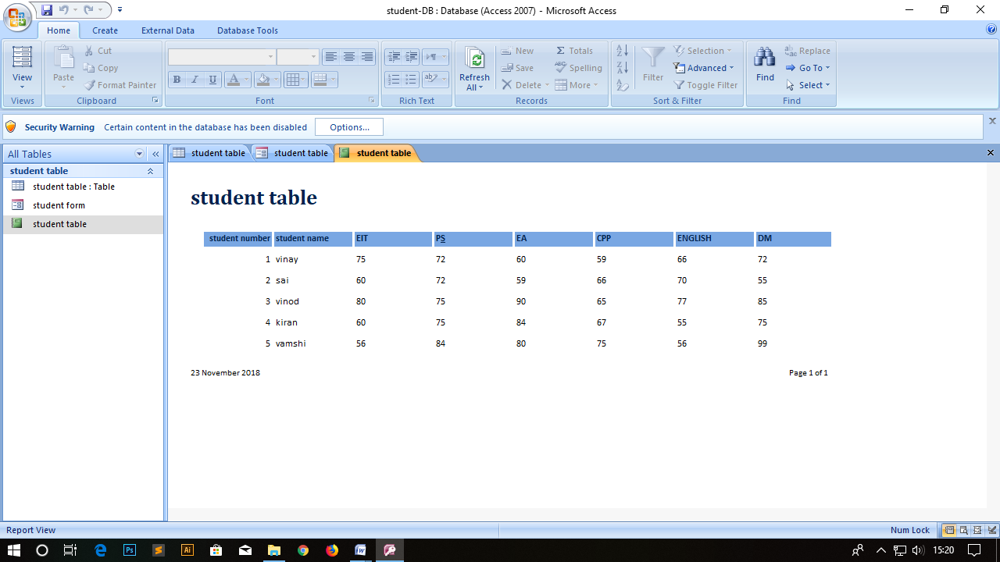 student-DB : Database (Access 2007) - Microsoft Access
Home Create External Data Database Tools
View Paste Cut Copy Format Painter B I U A Refresh All New Save Delete Totals Spelling More Filter Selection Advanced Toggle Filter Find Replace Go To Select
Views Clipboard Font Rich Text Records Sort & Filter Find
Security Warning Certain content in the database has been disabled Options...
All Tables
student table
student table : Table
student form
student table
student table student table student table
student table
student number student name EIT PS EA CPP ENGLISH DM
1 vinay 75 72 60 59 66 72
2 sai 60 72 59 66 70 55
3 vinod 80 75 90 65 77 85
4 kiran 60 75 84 67 55 75
5 vamshi 56 84 80 75 56 99
23 November 2018 Page 1 of 1
Report View Num Lock
Ps Ai 15:20